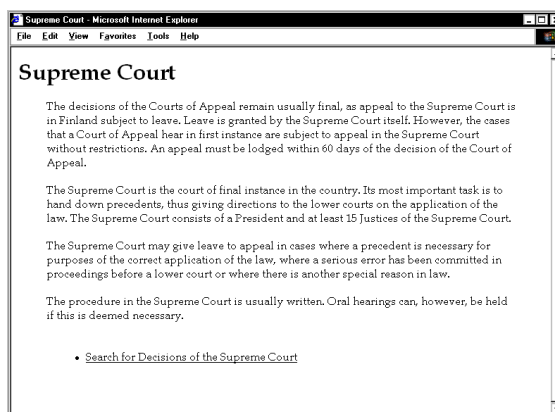 Supreme Court - Microsoft Internet Explorer
File Edit View Favorites Tools Help
Supreme Court
The decisions of the Courts of Appeal remain usually final, as appeal to the Supreme Court is
in Finland subject to leave. Leave is granted by the Supreme Court itself. However, the cases
that a Court of Appeal hear in first instance are subject to appeal in the Supreme Court
without restrictions. An appeal must be lodged within 60 days of the decision of the Court of
Appeal.
The Supreme Court is the court of final instance in the country. Its most important task is to
hand down precedents, thus giving directions to the lower courts on the application of the
law. The Supreme Court consists of a President and at least 15 Justices of the Supreme Court.
The Supreme Court may give leave to appeal in cases where a precedent is necessary for
purposes of the correct application of the law, where a serious error has been committed in
proceedings before a lower court or where there is another special reason in law.
The procedure in the Supreme Court is usually written. Oral hearings can, however, be held
if this is deemed necessary.
• Search for Decisions of the Supreme Court